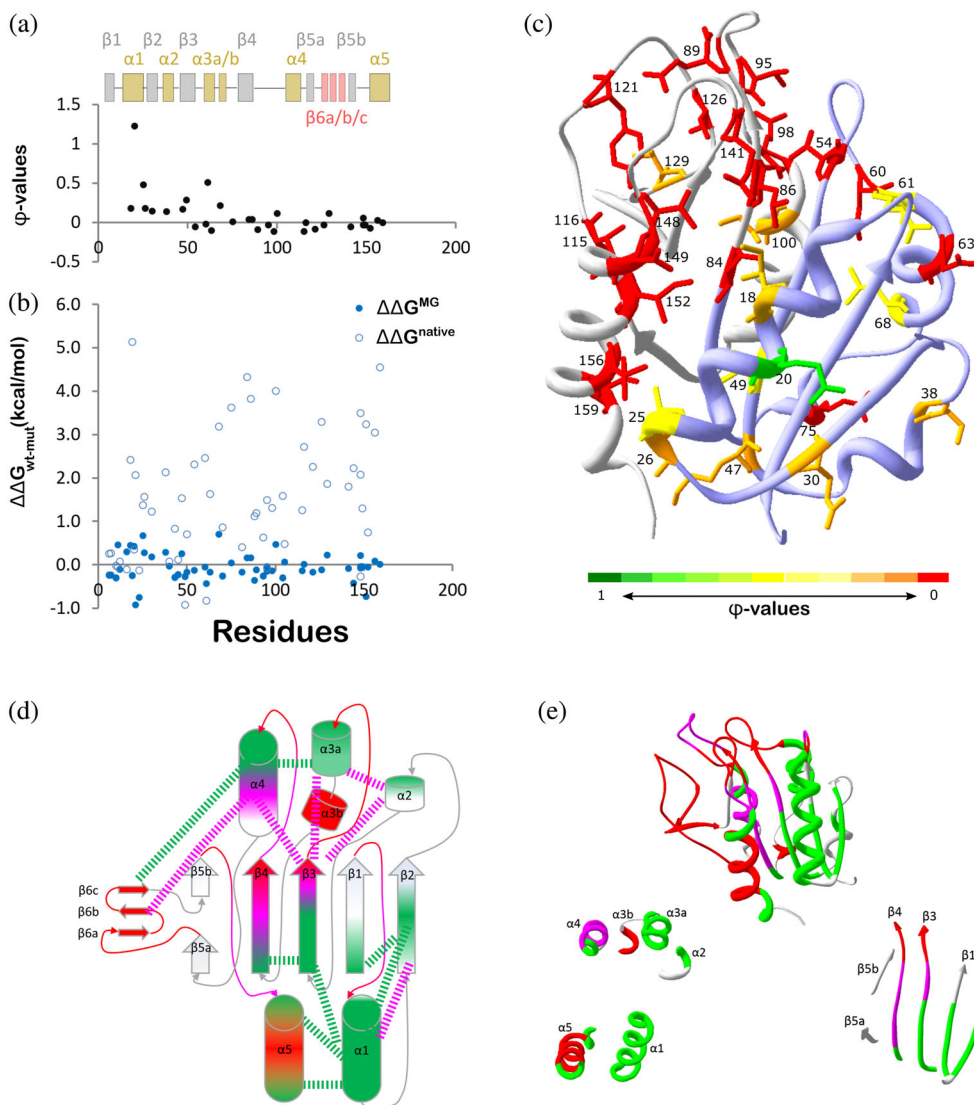 (a)
β1 β2 β3 β4 β5a β5b
α1 α2 α3a/b α4 α5
β6a/b/c
1.5
1
0.5
0
-0.5
φ-values
0 50 100 150 200
(b)
6.0
5.0
4.0
3.0
2.0
1.0
0.0
-1.0
ΔΔGwt-mut(kcal/mol)
ΔΔG^MG
ΔΔG^native
0 50 100 150 200
Residues
(c)
89
95
121
126
98
54
141
129
86
60
61
116
148
100
63
115
149
84
18
152
68
156
49
20
38
159
25
75
26
47
30
1 0
φ-values
(d)
α3a
α4
α2
α3b
β5b
β4 β3 β1 β2
β6c
β6b
β6a
β5a
α5 α1
(e)
α4 α3b α3a
α2
α5
α1
β4 β3
β1
β5b
β5a